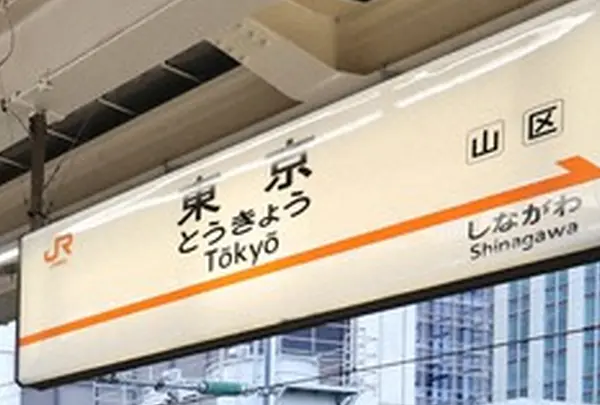 JR
東京
とうきょう
Tōkyō
山 区
しながわ
Shinagawa